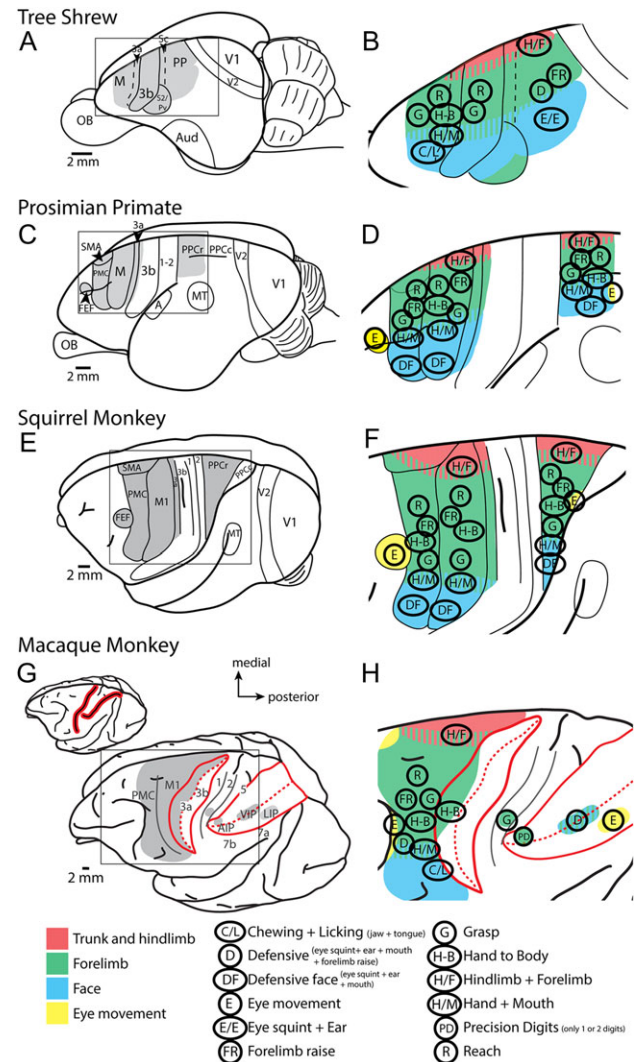 Tree Shrew
A
B
3a
5c
M
3b
S2/
Pv
PP
V1
V2
OB
Aud
2 mm
H/F
FR
R
R
D
R
G
H-B
G
H/M
E/E
C/L
Prosimian Primate
C
D
3a
SMA
PMC
M
3b
1-2
PPCr
PPCc
V2
V1
FEF
A
MT
OB
2 mm
H/F
H/F
FR
R
R
FR
G
H-B
R
FR
H-B
H/M
E
G
G
DF
E
H/M
H/M
DF
DF
Squirrel Monkey
E
F
SMA
3b
1
2
PPCr
PPCc
PMC
M1
V2
V1
FEF
MT
2 mm
H/F
H/F
R
R
R
FR
E
FR
FR
H-B
H-B
H-B
G
E
G
G
H/M
H/M
H/M
DF
DF
DF
Macaque Monkey
G
medial
posterior
H
PMC
M1
3a
3b
1
2
5
AIP
VIP
LIP
7b
7a
2 mm
H/F
R
FR
G
H-B
E
H-B
G
D
E
D
H/M
PD
C/L
Trunk and hindlimb
Forelimb
Face
Eye movement
C/L Chewing + Licking (jaw + tongue)
D Defensive (eye squint+ ear + mouth
+ forelimb raise)
DF Defensive face (eye squint + ear
+ mouth)
E Eye movement
E/E Eye squint + Ear
FR Forelimb raise
G Grasp
H-B Hand to Body
H/F Hindlimb + Forelimb
H/M Hand + Mouth
PD Precision Digits (only 1 or 2 digits)
R Reach